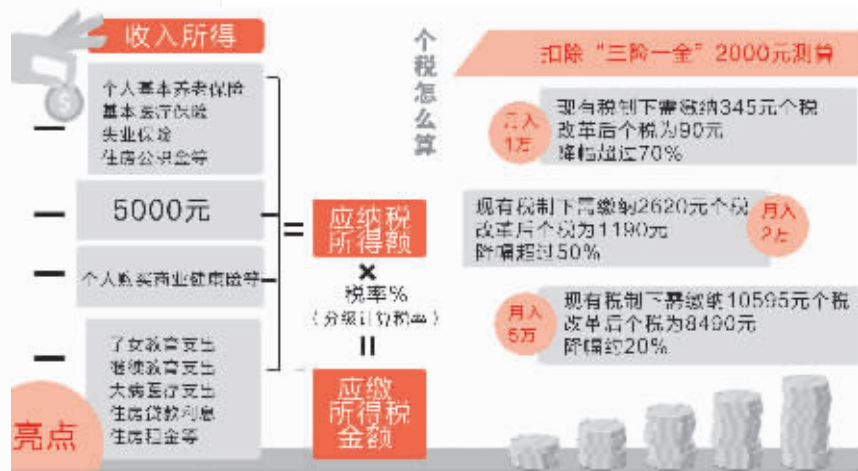 收入所得
个人基本养老保险
基本医疗保险
失业保险
住房公积金等
5000元
个人购买商业健康险等
子女教育支出
继续教育支出
大病医疗支出
住房贷款利息
住房租金等
亮点
=
应纳税
所得额
×
税率%
(分级计算税率)
应缴
所得税
金额
个税怎么算
扣除“三险一金”2000元测算
月入
1万
现有税制下需缴纳345元个税
改革后个税为90元
降幅超过70%
现有税制下需缴纳2620元个税
改革后个税为1190元
降幅超过50%
月入
2万
月入
5万
现有税制下需缴纳10595元个税
改革后个税为8490元
降幅约20%